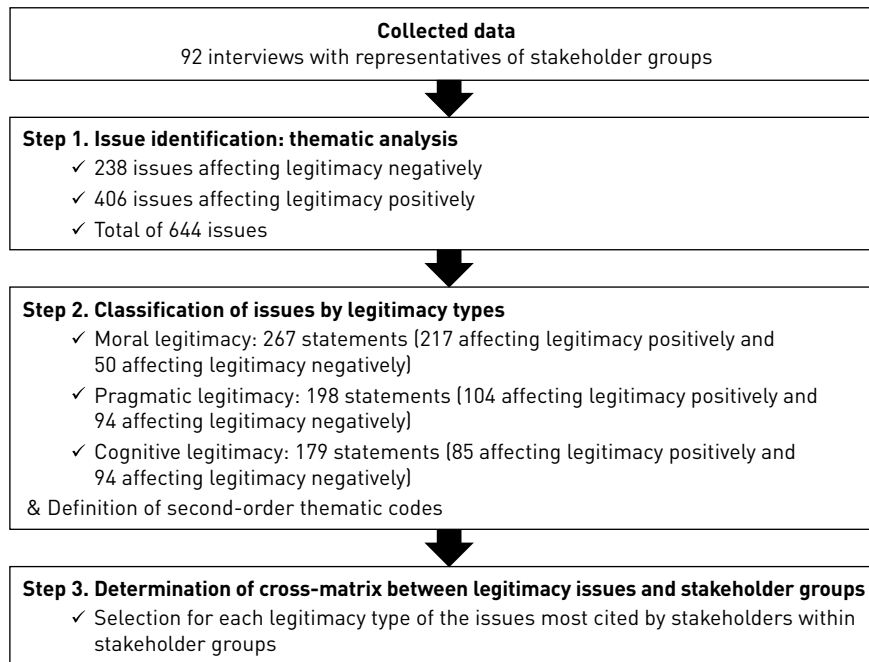 Collected data
92 interviews with representatives of stakeholder groups
Step 1. Issue identification: thematic analysis
✓ 238 issues affecting legitimacy negatively
✓ 406 issues affecting legitimacy positively
✓ Total of 644 issues
Step 2. Classification of issues by legitimacy types
✓ Moral legitimacy: 267 statements (217 affecting legitimacy positively and
50 affecting legitimacy negatively)
✓ Pragmatic legitimacy: 198 statements (104 affecting legitimacy positively and
94 affecting legitimacy negatively)
✓ Cognitive legitimacy: 179 statements (85 affecting legitimacy positively and
94 affecting legitimacy negatively)
& Definition of second-order thematic codes
Step 3. Determination of cross-matrix between legitimacy issues and stakeholder groups
✓ Selection for each legitimacy type of the issues most cited by stakeholders within
stakeholder groups